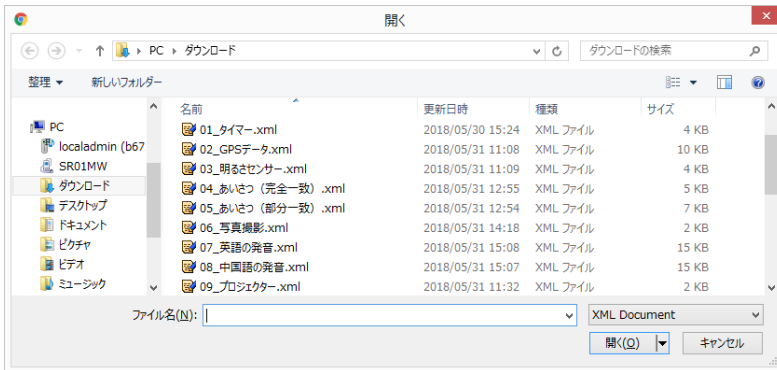 開く
PC ダウンロード ダウンロードの検索
整理 新しいフォルダー
名前 更新日時 種類 サイズ
PC
localadmin (b67
SR01MW
ダウンロード
デスクトップ
ドキュメント
ピクチャ
ビデオ
ミュージック
01_タイマー.xml 2018/05/30 15:24 XML ファイル 4 KB
02_GPSデータ.xml 2018/05/31 11:08 XML ファイル 10 KB
03_明るさセンサー.xml 2018/05/31 11:09 XML ファイル 4 KB
04_あいさつ（完全一致）.xml 2018/05/31 12:55 XML ファイル 5 KB
05_あいさつ（部分一致）.xml 2018/05/31 12:54 XML ファイル 7 KB
06_写真撮影.xml 2018/05/31 14:18 XML ファイル 2 KB
07_英語の発音.xml 2018/05/31 15:08 XML ファイル 15 KB
08_中国語の発音.xml 2018/05/31 15:07 XML ファイル 15 KB
09_プロジェクター.xml 2018/05/31 11:32 XML ファイル 2 KB
ファイル名(N): XML Document
開く(O) キャンセル